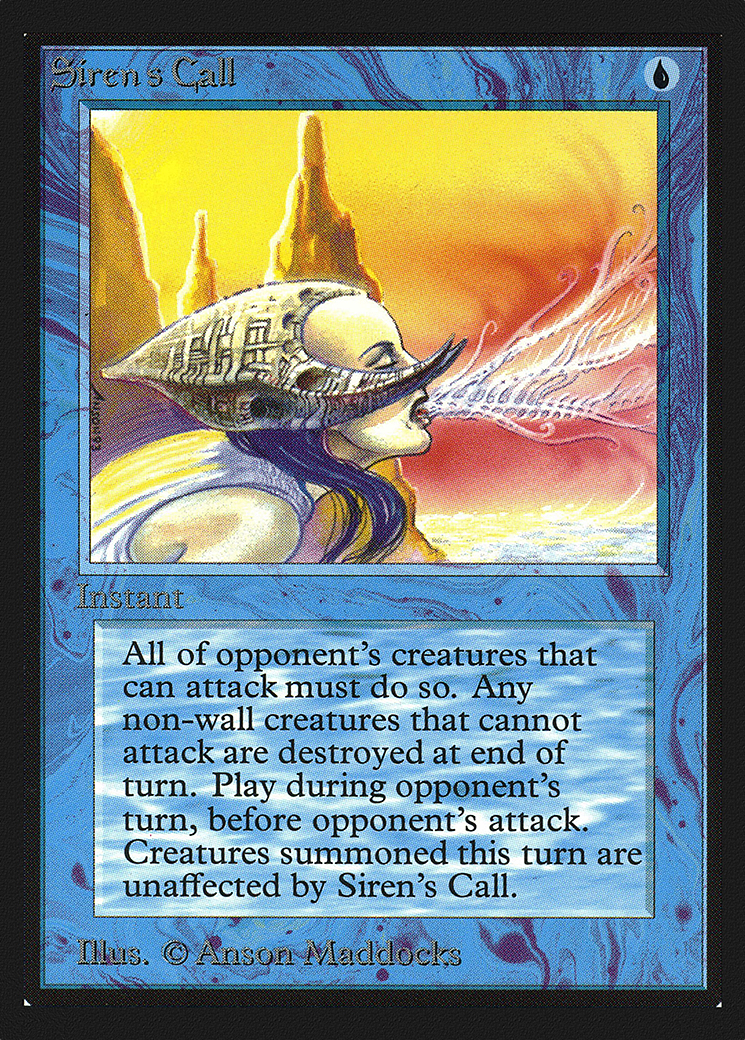 Siren's Call
Instant
All of opponent's creatures that
can attack must do so. Any
non-wall creatures that cannot
attack are destroyed at end of
turn. Play during opponent's
turn, before opponent's attack.
Creatures summoned this turn are
unaffected by Siren's Call.
Illus. © Anson Maddocks